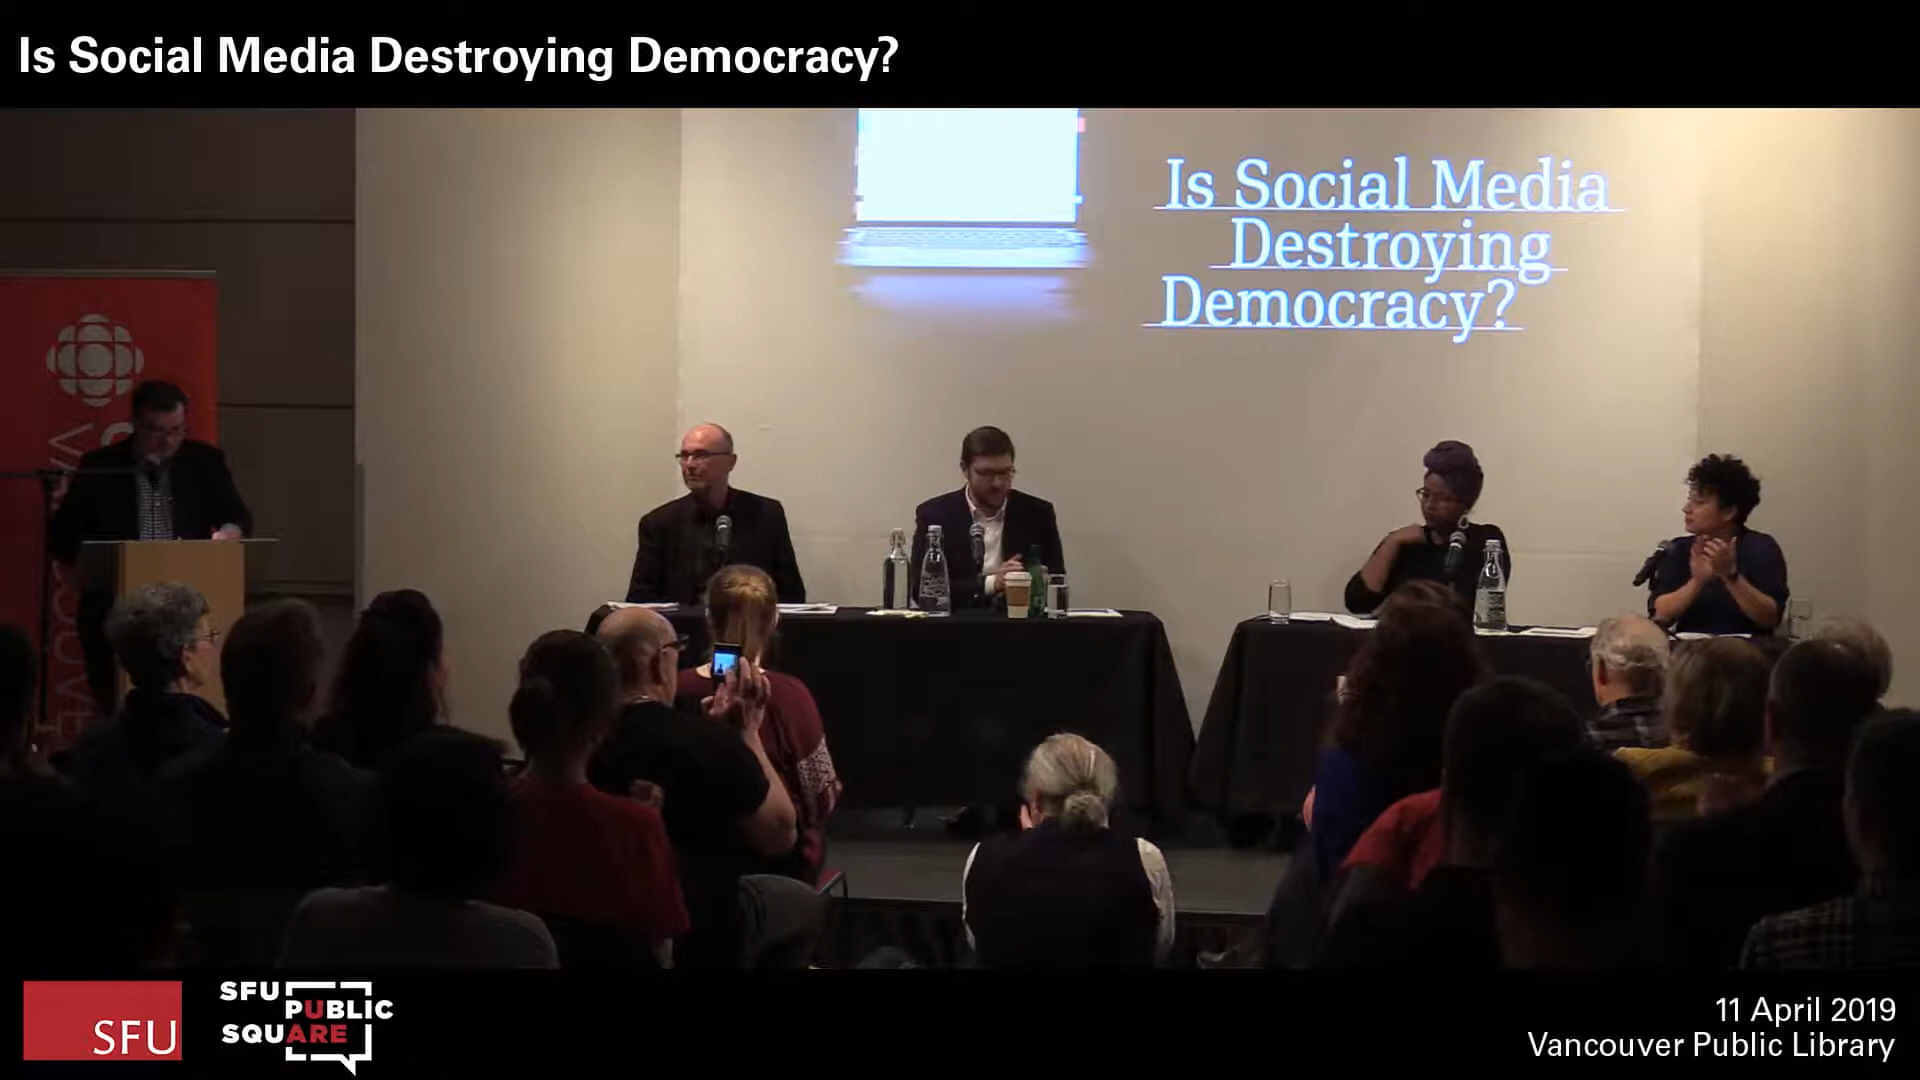 Is Social Media Destroying Democracy?
Is Social Media
Destroying
Democracy?
SFU
SFU PUBLIC
SQUARE
11 April 2019
Vancouver Public Library